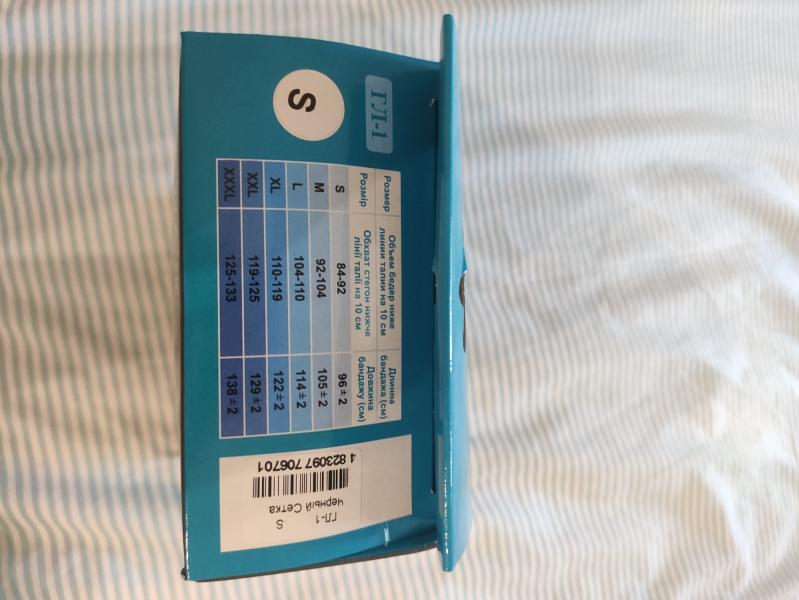 ГЛ-1
S
Розмер Объем бедер ниже Длинна
линии талии на 10 см бандажа (см)
Розмір Обхват стегон нижче Довжина
лінії талії на 10 см бандажу (см)
S 84-92 96±2
M 92-104 105±2
L 104-110 114±2
XL 110-119 122±2
XXL 119-125 129±2
XXXL 125-133 138±2
ГЛ-1 S
Черный Сетка
4 823097 706701